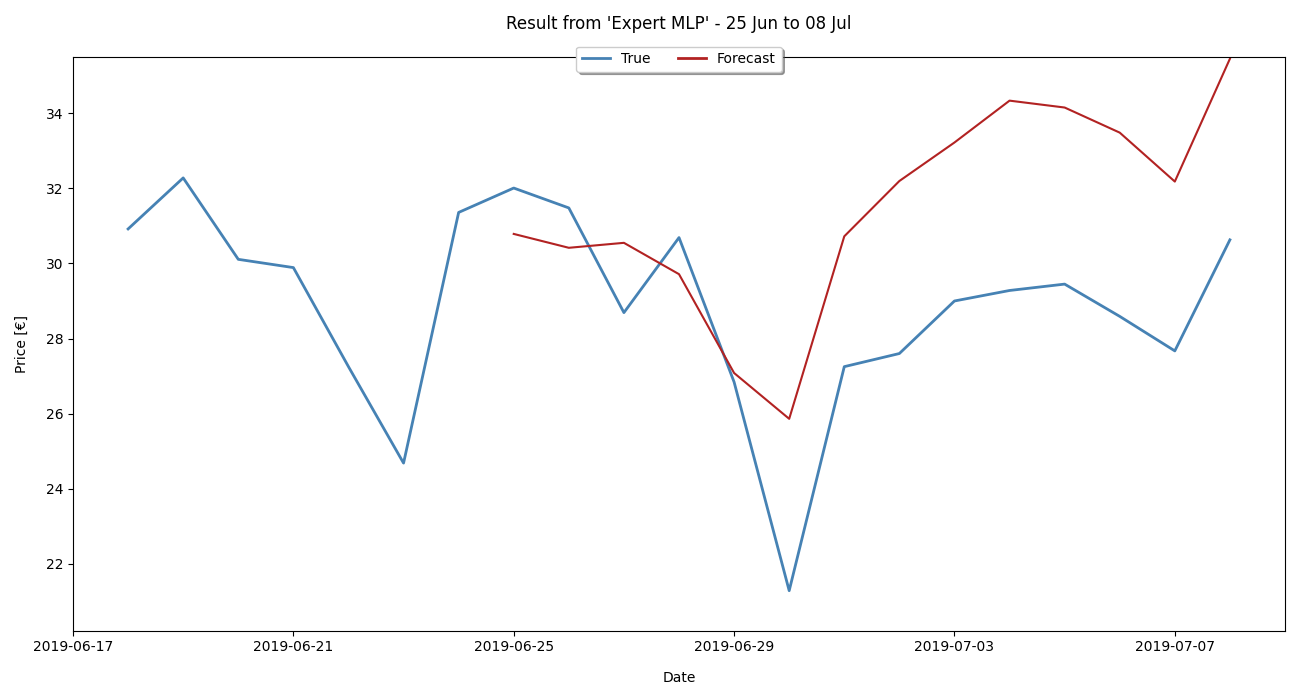 Result from 'Expert MLP' - 25 Jun to 08 Jul
True Forecast
34
32
30
28
26
24
22
Price [€]
2019-06-17 2019-06-21 2019-06-25 2019-06-29 2019-07-03 2019-07-07
Date